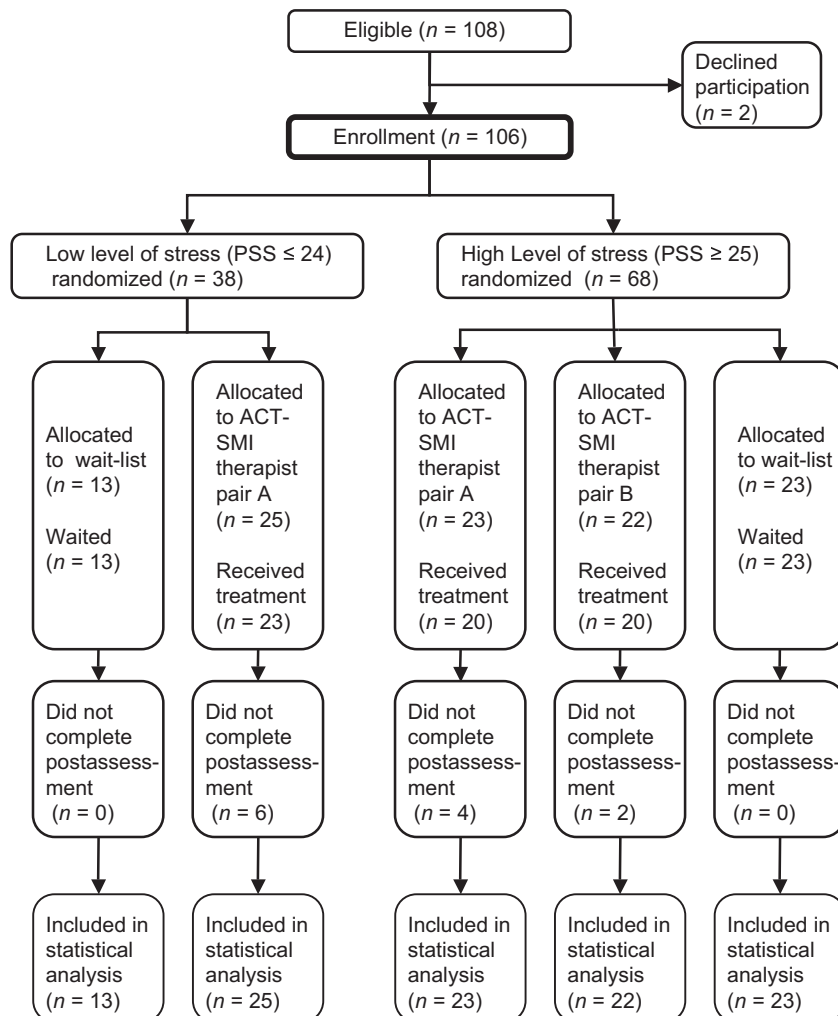 Eligible (n = 108)
Declined
participation
(n = 2)
Enrollment (n = 106)
Low level of stress (PSS ≤ 24)
randomized (n = 38)
High Level of stress (PSS ≥ 25)
randomized (n = 68)
Allocated
to wait-list
(n = 13)
Waited
(n = 13)
Allocated
to ACT-
SMI
therapist
pair A
(n = 25)
Received
treatment
(n = 23)
Allocated
to ACT-
SMI
therapist
pair A
(n = 23)
Received
treatment
(n = 20)
Allocated
to ACT-
SMI
therapist
pair B
(n = 22)
Received
treatment
(n = 20)
Allocated
to wait-list
(n = 23)
Waited
(n = 23)
Did not
complete
postassess-
ment
(n = 0)
Did not
complete
postassess-
ment
(n = 6)
Did not
complete
postassess-
ment
(n = 4)
Did not
complete
postassess-
ment
(n = 2)
Did not
complete
postassess-
ment
(n = 0)
Included in
statistical
analysis
(n = 13)
Included in
statistical
analysis
(n = 25)
Included in
statistical
analysis
(n = 23)
Included in
statistical
analysis
(n = 22)
Included in
statistical
analysis
(n = 23)